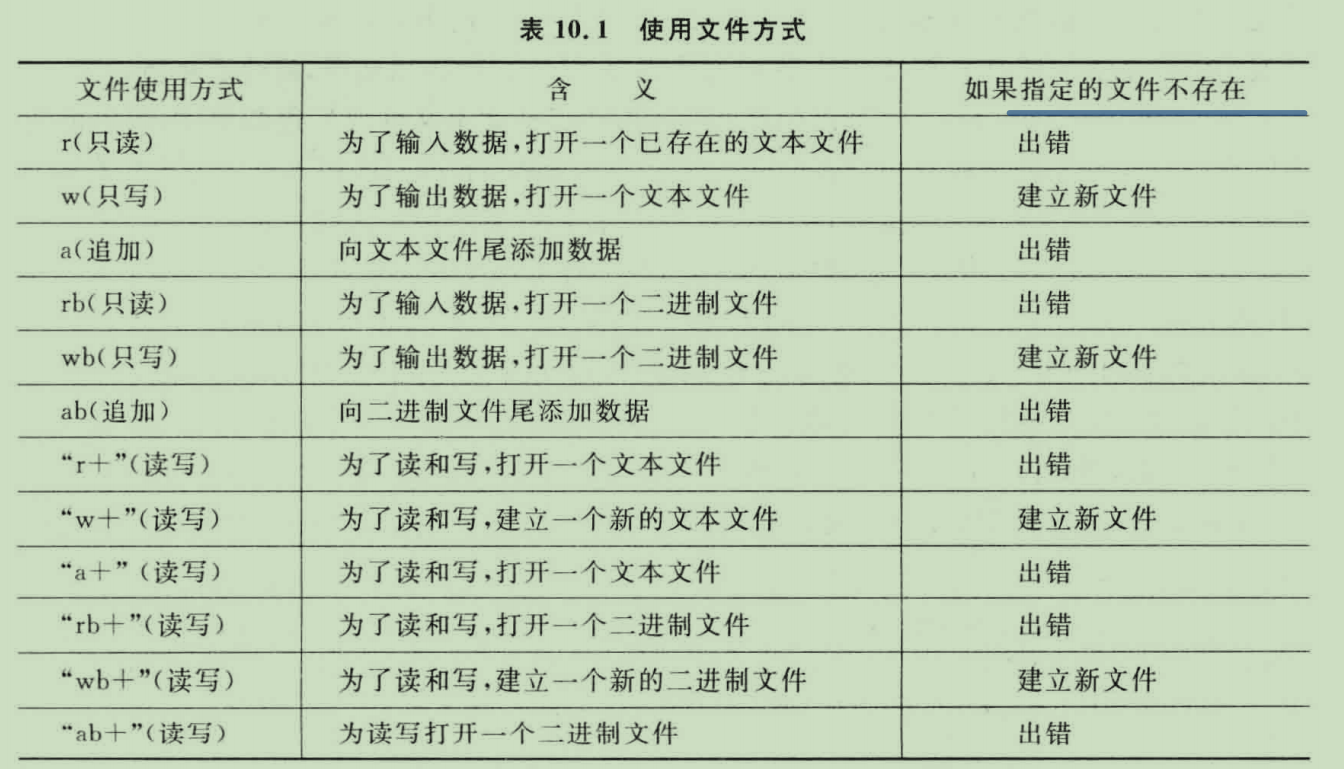 表 10.1 使用文件方式
文件使用方式 含 义 如果指定的文件不存在
r(只读) 为了输入数据,打开一个已存在的文本文件 出错
w(只写) 为了输出数据,打开一个文本文件 建立新文件
a(追加) 向文本文件尾添加数据 出错
rb(只读) 为了输入数据,打开一个二进制文件 出错
wb(只写) 为了输出数据,打开一个二进制文件 建立新文件
ab(追加) 向二进制文件尾添加数据 出错
“r+”(读写) 为了读和写,打开一个文本文件 出错
“w+”(读写) 为了读和写,建立一个新的文本文件 建立新文件
“a+” (读写) 为了读和写,打开一个文本文件 出错
“rb+”(读写) 为了读和写,打开一个二进制文件 出错
“wb+”(读写) 为了读和写,建立一个新的二进制文件 建立新文件
“ab+”(读写) 为读写打开一个二进制文件 出错